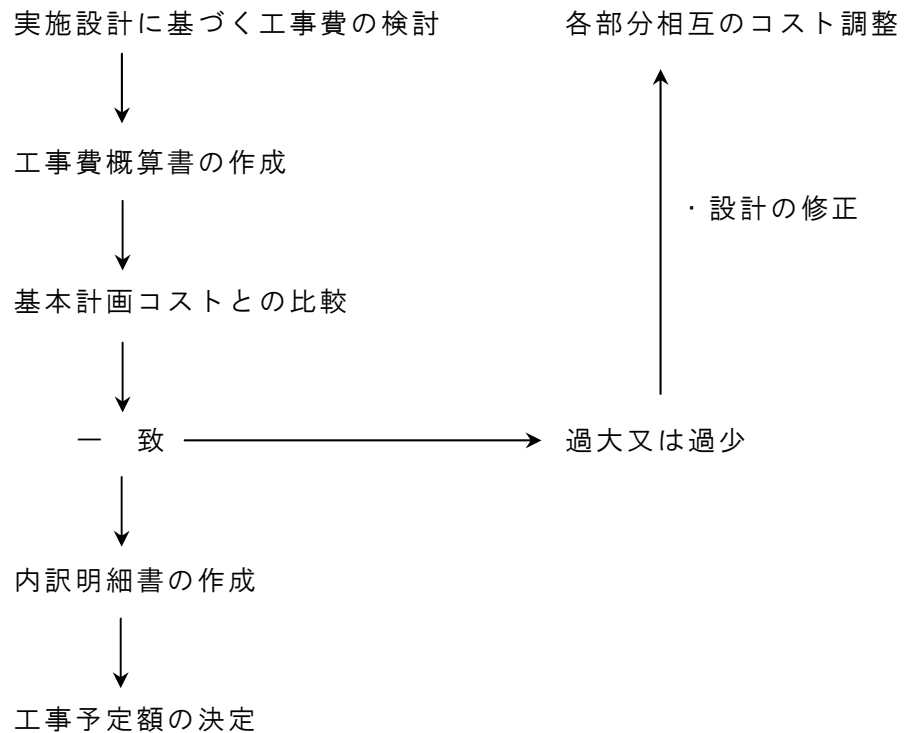 実施設計に基づく工事費の検討
各部分相互のコスト調整
工事費概算書の作成
・設計の修正
基本計画コストとの比較
一　致
過大又は過少
内訳明細書の作成
工事予定額の決定